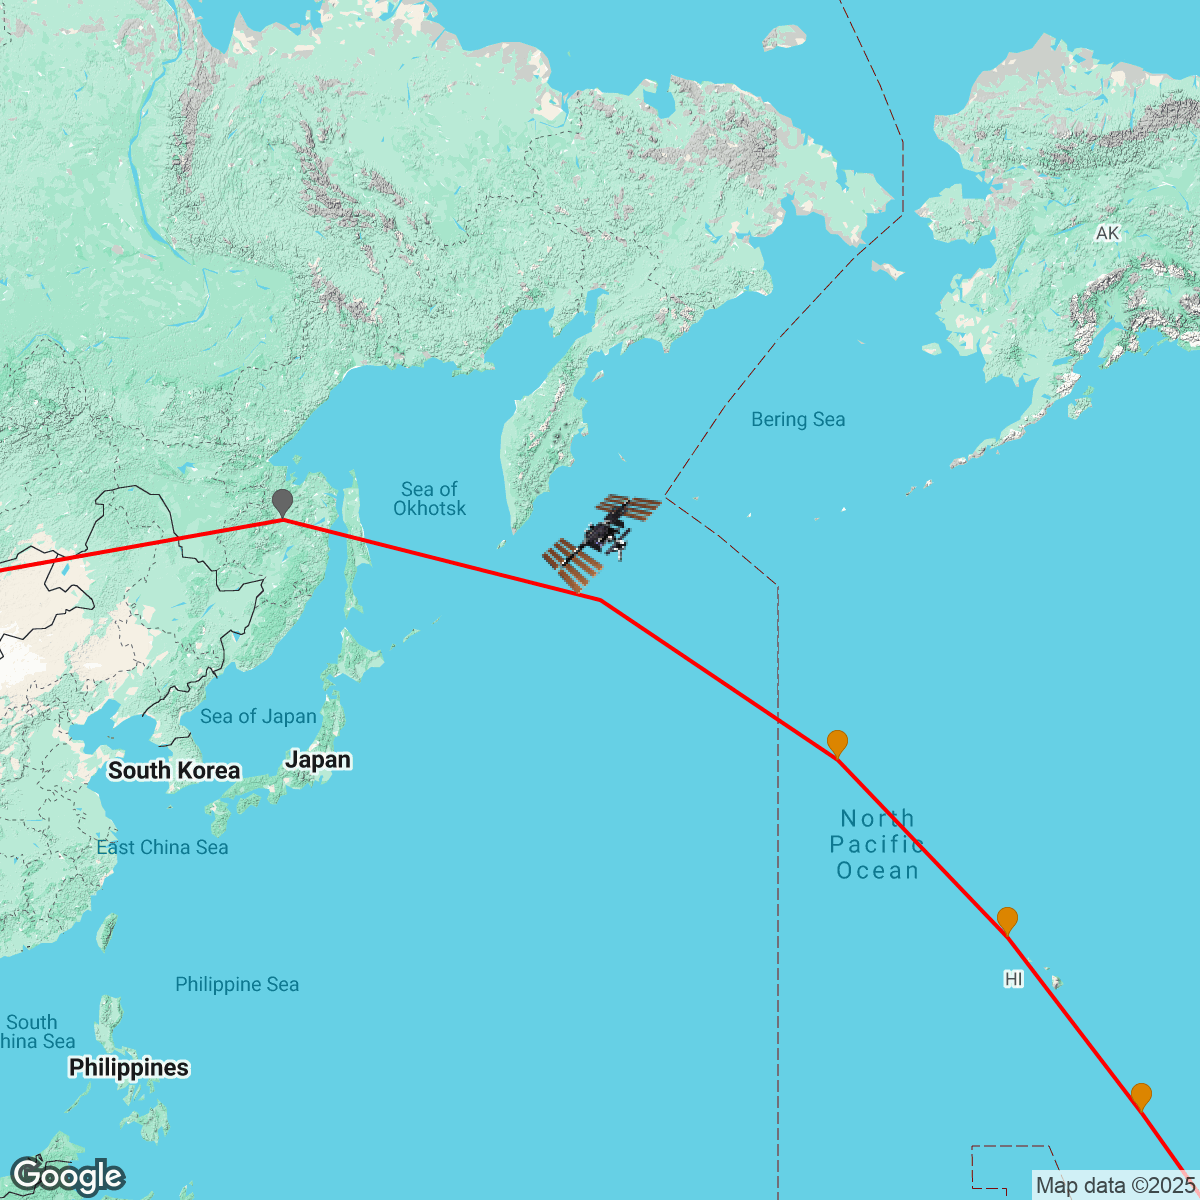 AK
Bering Sea
Sea of
Okhotsk
Sea of Japan
Japan
South Korea
North
Pacific
Ocean
East China Sea
HI
Philippine Sea
South
hina Sea
Philippines
Google
Map data ©2025